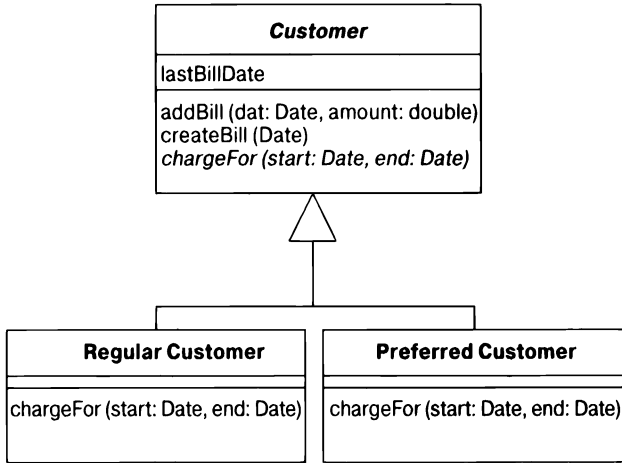 Customer
lastBillDate
addBill (dat: Date, amount: double)
createBill (Date)
chargeFor (start: Date, end: Date)
Regular Customer
chargeFor (start: Date, end: Date)
Preferred Customer
chargeFor (start: Date, end: Date)